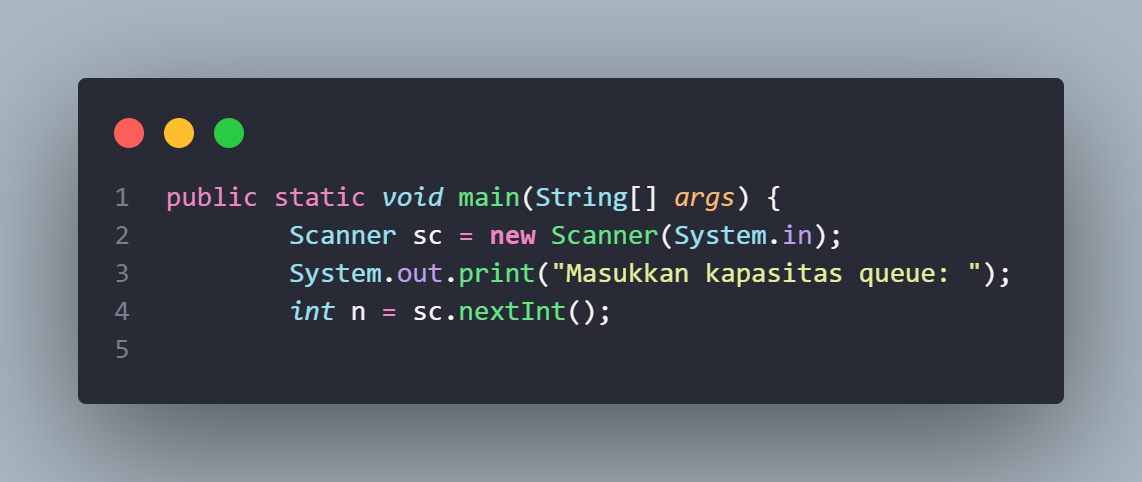 1 public static void main(String[] args) {
2 Scanner sc = new Scanner(System.in);
3 System.out.print("Masukkan kapasitas queue: ");
4 int n = sc.nextInt();
5